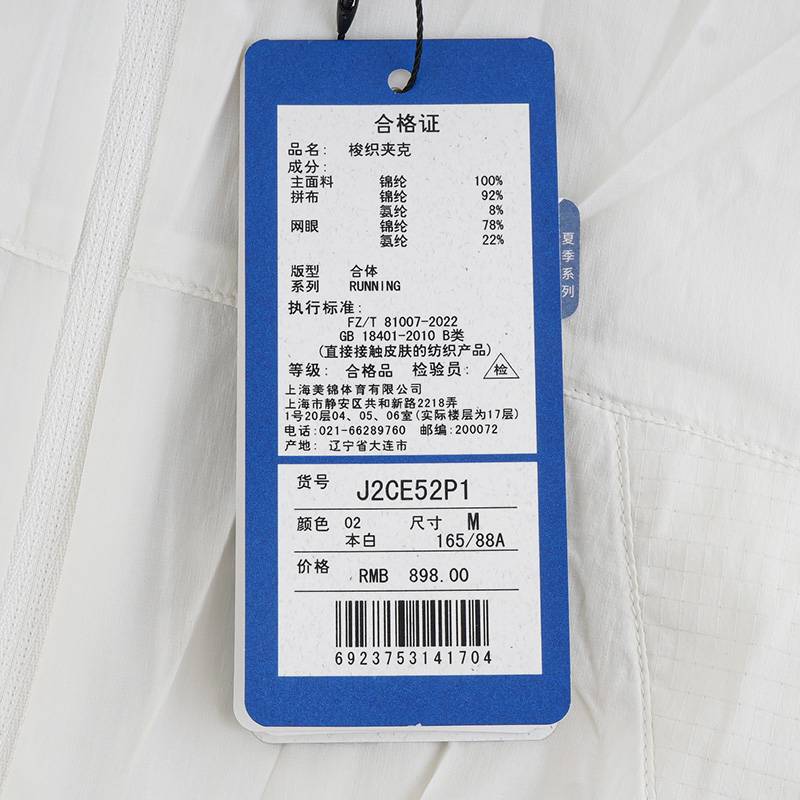 合格证
品名: 梭织夹克
成分:
主面料 锦纶 100%
拼布 锦纶 92%
氨纶 8%
网眼 锦纶 78%
氨纶 22%
版型 合体
系列 RUNNING
执行标准:
FZ/T 81007-2022
GB 18401-2010 B类
(直接接触皮肤的纺织产品)
等级: 合格品 检验员: 检
上海美锦体育有限公司
上海市静安区共和新路2218弄
1号20层04、05、06室(实际楼层为17层)
电话:021-66289760 邮编:200072
产地: 辽宁省大连市
货号 J2CE52P1
颜色 02 尺寸 M
本白 165/88A
价格 RMB 898.00
6923753141704
夏季系列